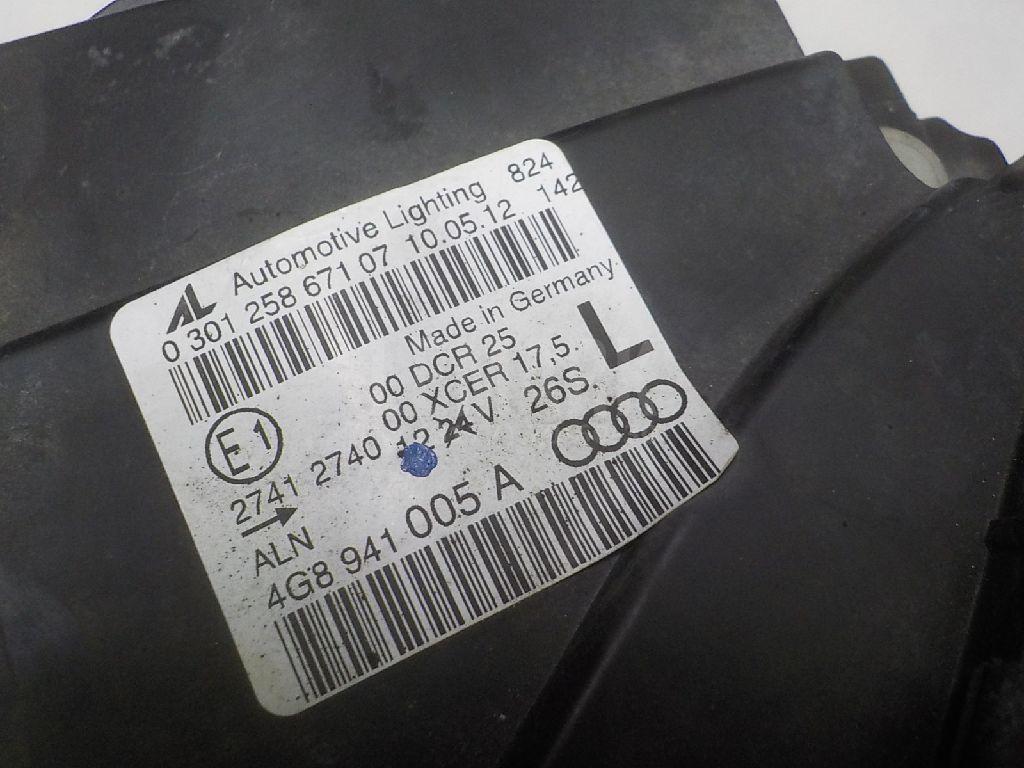 AL Automotive Lighting 824
0 301 258 671 07 10.05.12 142
Made in Germany
00 DCR 25
00 XCER 17,5 L
E1
2741 2740 12 24V 26S
ALN
4G8 941 005 A